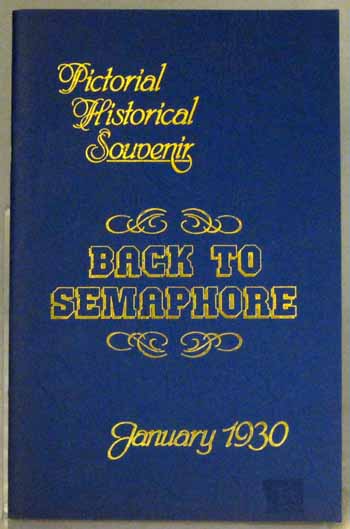 Pictorial
Historical
Souvenir
BACK TO
SEMAPHORE
January 1930